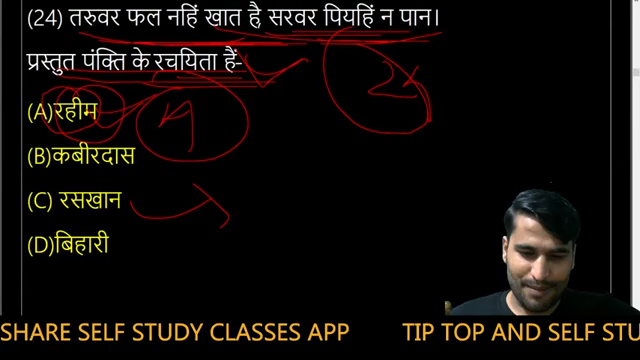 (24) तरुवर फल नहिं खात है सरवर पियहिं न पान।
प्रस्तुत पंक्ति के रचयिता हैं-
(A)रहीम
(B)कबीरदास
(C) रसखान
(D)बिहारी
SHARE SELF STUDY CLASSES APP TIP TOP AND SELF STU